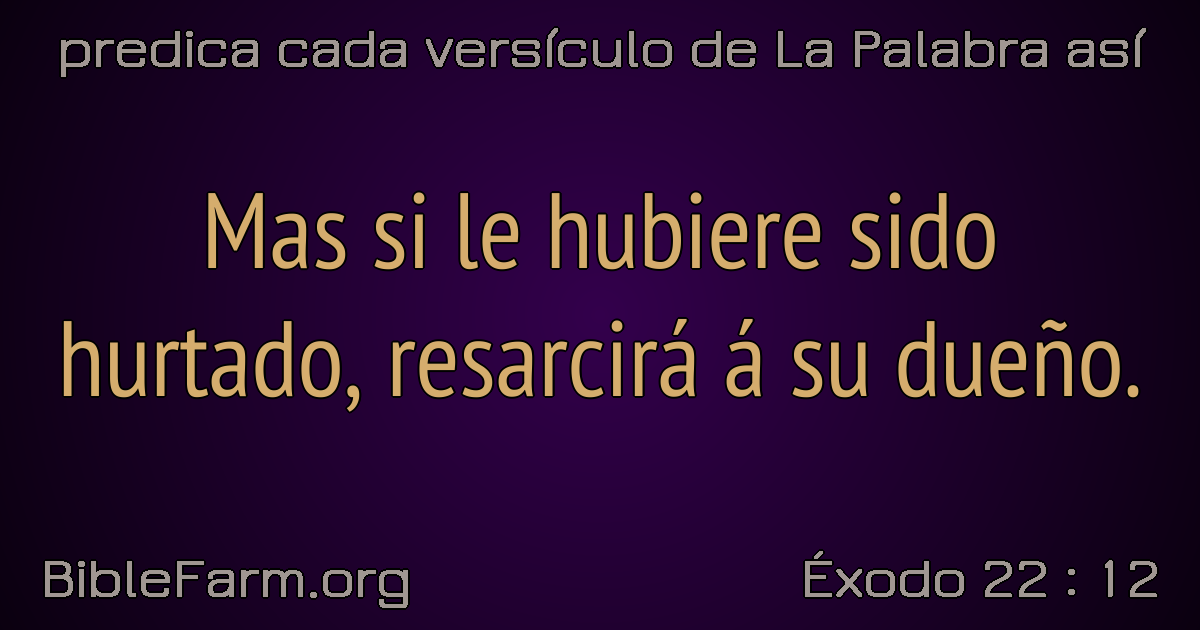 predica cada versículo de La Palabra así
Mas si le hubiere sido
hurtado, resarcirá á su dueño.
BibleFarm.org
Éxodo 22 : 12